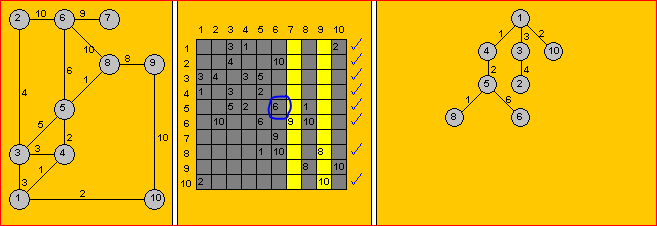 2 10 6 9 7
10
8 8 9
6 1
4
5
10
5 2
3 3 4
1
3 2
1 10
1 2 3 4 5 6 7 8 9 10
1 3 1 2
2 4 10
3 3 4 3 5
4 1 3 2
5 5 2 6 1
6 10 6 9 10
7 9
8 1 10 8
9 8 10
10 2 10
1
1 3 2
4 3 10
2 4
5 2
1 6
8 6